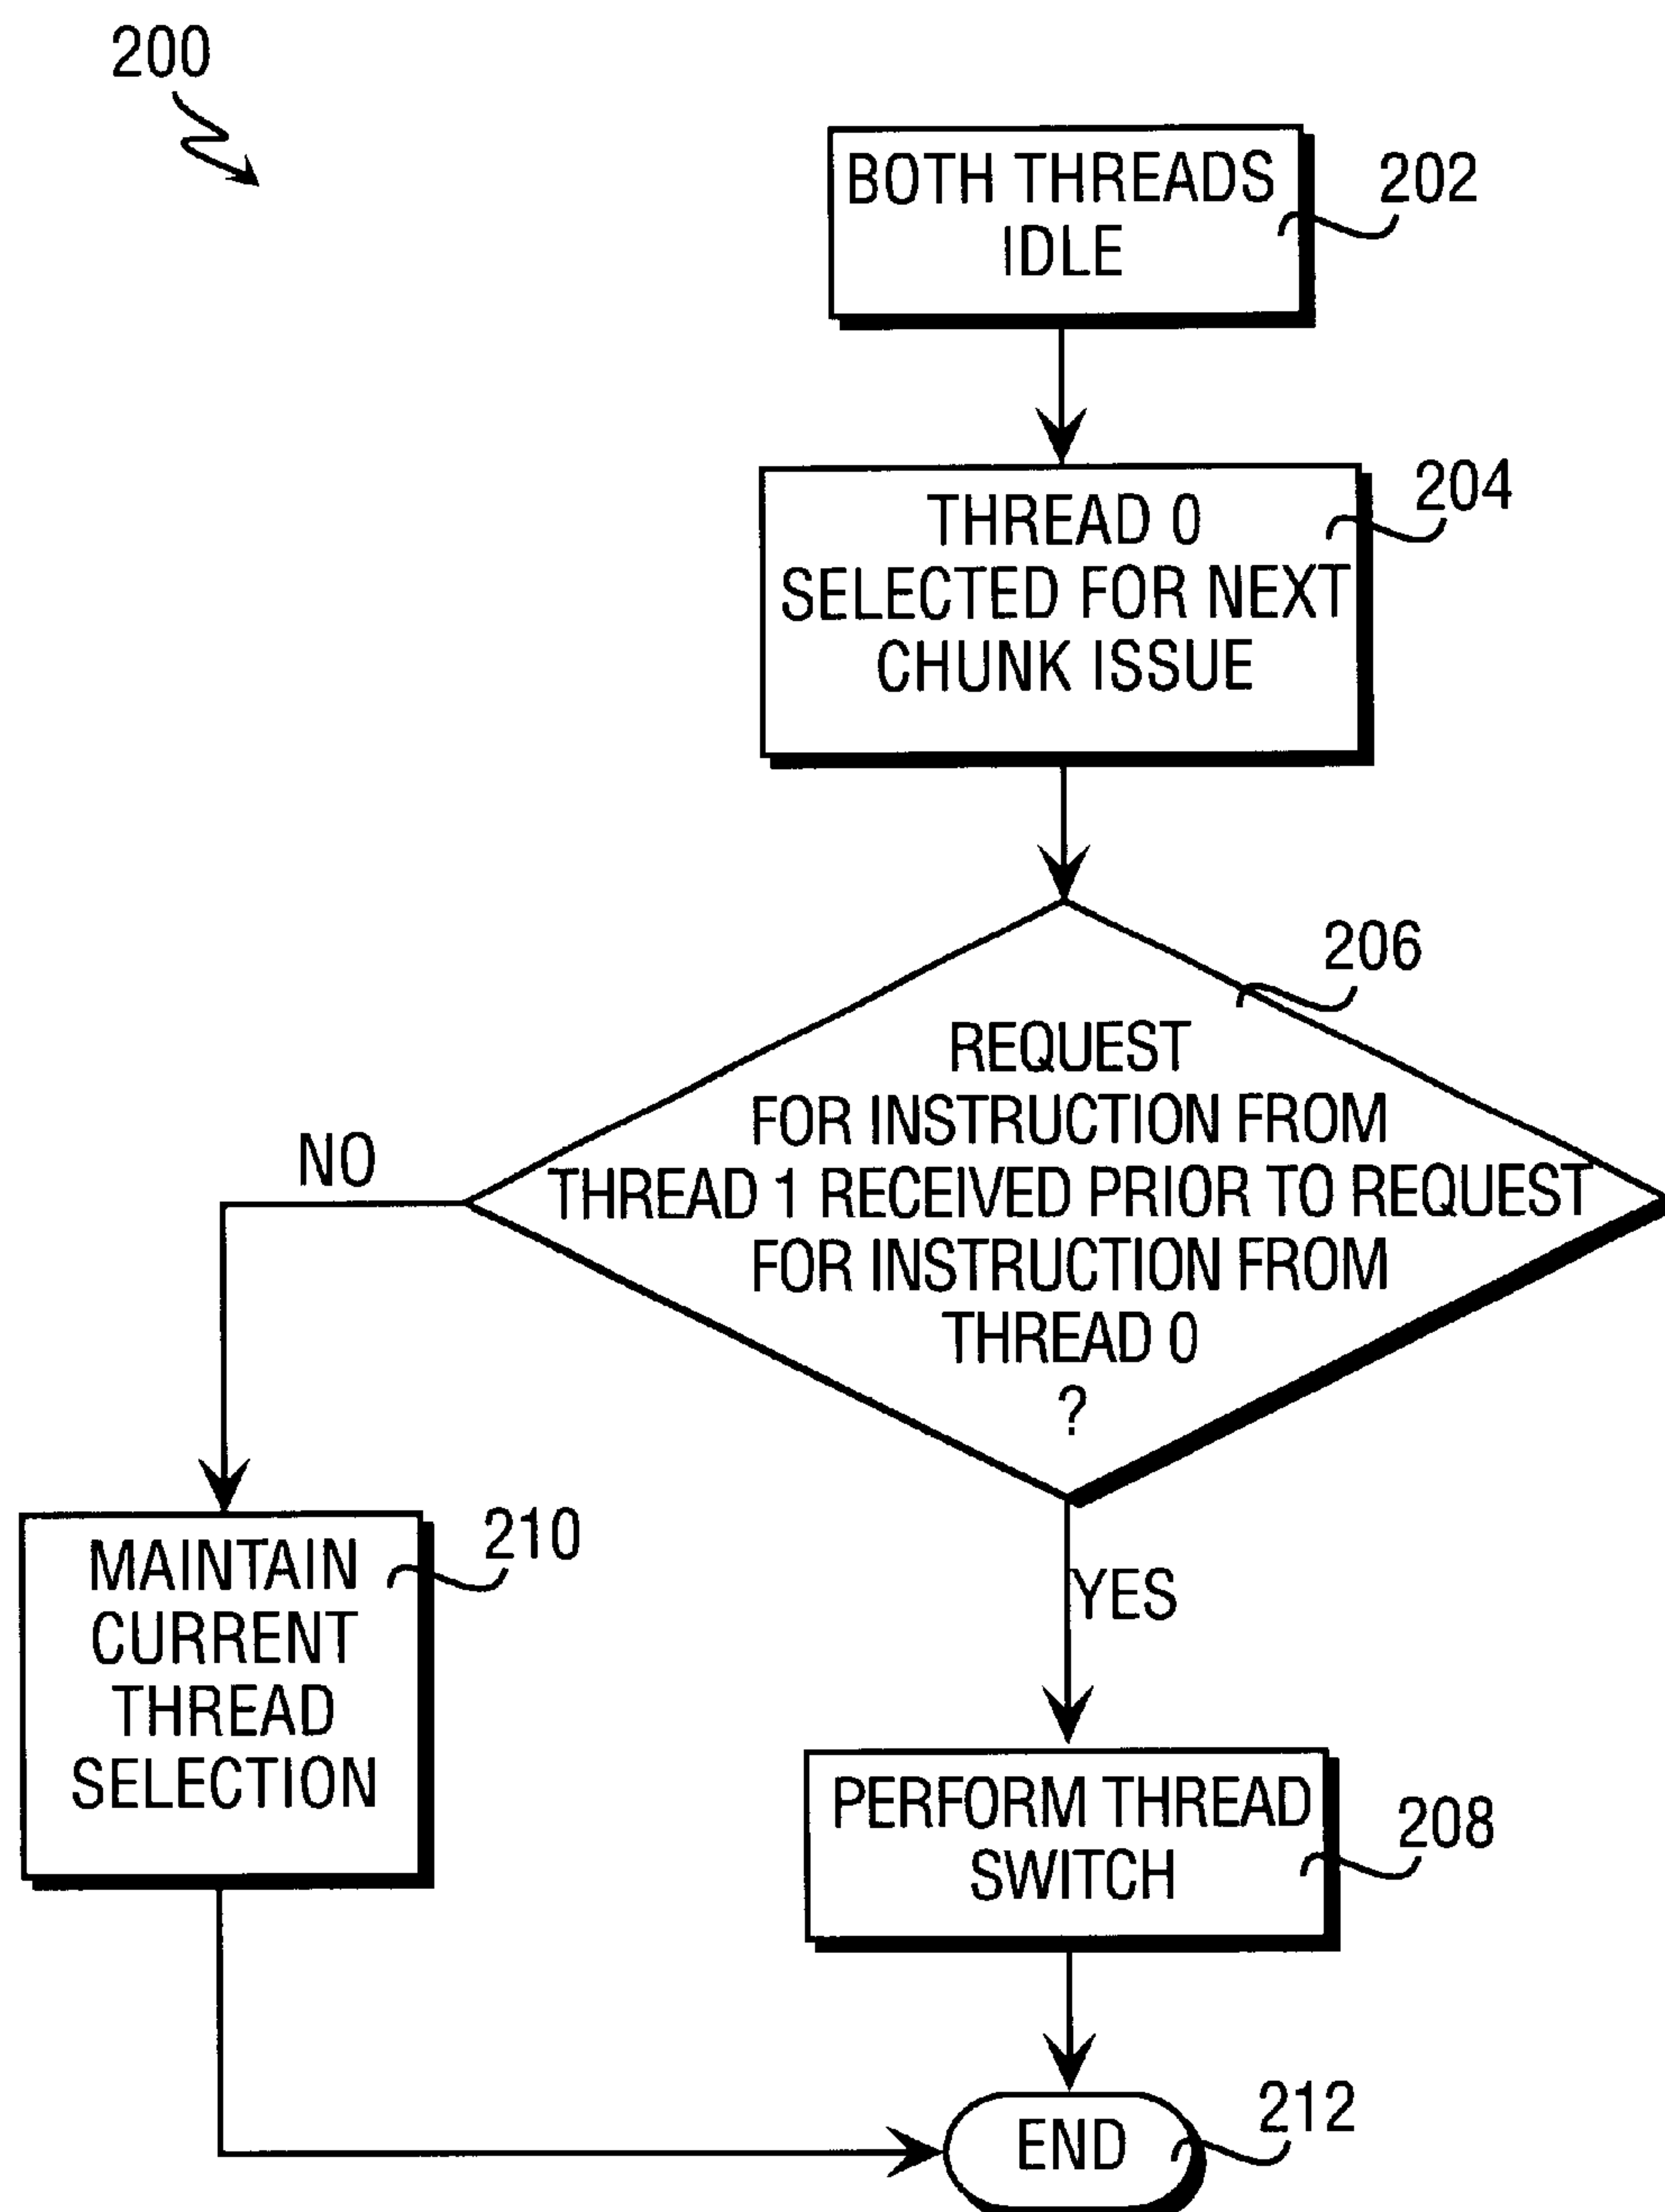 200
BOTH THREADS
IDLE
202
THREAD 0
SELECTED FOR NEXT
CHUNK ISSUE
204
206
REQUEST
FOR INSTRUCTION FROM
THREAD 1 RECEIVED PRIOR TO REQUEST
FOR INSTRUCTION FROM
THREAD 0
?
NO
YES
MAINTAIN
CURRENT
THREAD
SELECTION
210
PERFORM THREAD
SWITCH
208
END
212